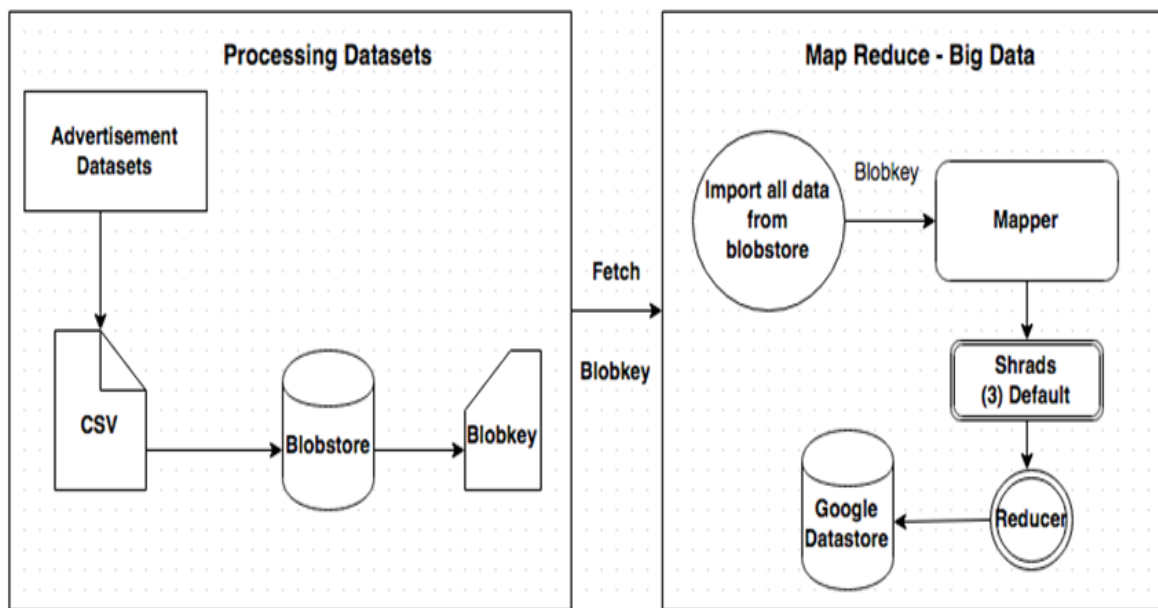 Processing Datasets
Advertisement
Datasets
CSV
Blobstore
Blobkey
Fetch
Blobkey
Map Reduce - Big Data
Import all data
from
blobstore
Blobkey
Mapper
Shrads
(3) Default
Reducer
Google
Datastore